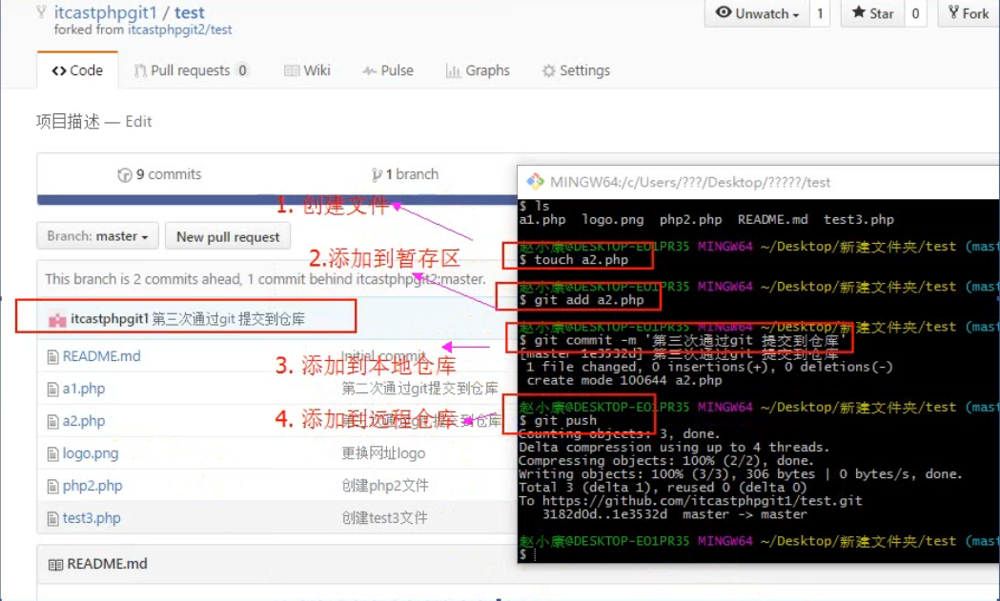 itcastphpgit1 / test
Unwatch 1 Star 0 Fork
forked from itcastphpgit2/test
Code Pull requests 0 Wiki Pulse Graphs Settings
项目描述 — Edit
9 commits 1 branch
Branch: master New pull request
This branch is 2 commits ahead, 1 commit behind itcastphpgit2:master.
itcastphpgit1 第三次通过git 提交到仓库
README.md Initial commit
a1.php 第二次通过git提交到仓库
a2.php
logo.png 更换网址logo
php2.php 创建php2文件
test3.php 创建test3文件
README.md
1. 创建文件
2.添加到暂存区
3. 添加到本地仓库
4. 添加到远程仓库
MINGW64:/c/Users/???/Desktop/?????/test
$ ls
a1.php logo.png php2.php README.md test3.php
赵小康@DESKTOP-EO1PR35 MINGW64 ~/Desktop/新建文件夹/test (mast
$ touch a2.php
赵小康@DESKTOP-EO1PR35 MINGW64 ~/Desktop/新建文件夹/test (mast
$ git add a2.php
赵小康@DESKTOP-EO1PR35 MINGW64 ~/Desktop/新建文件夹/test (mast
$ git commit -m '第三次通过git 提交到仓库'
[master 1e3532d] 第三次通过git 提交到仓库
1 file changed, 0 insertions(+), 0 deletions(-)
create mode 100644 a2.php
赵小康@DESKTOP-EO1PR35 MINGW64 ~/Desktop/新建文件夹/test (mast
$ git push
Counting objects: 3, done.
Delta compression using up to 4 threads.
Compressing objects: 100% (2/2), done.
Writing objects: 100% (3/3), 306 bytes | 0 bytes/s, done.
Total 3 (delta 1), reused 0 (delta 0)
To https://github.com/itcastphpgit1/test.git
3182d0d..1e3532d master -> master
赵小康@DESKTOP-EO1PR35 MINGW64 ~/Desktop/新建文件夹/test (mast
$